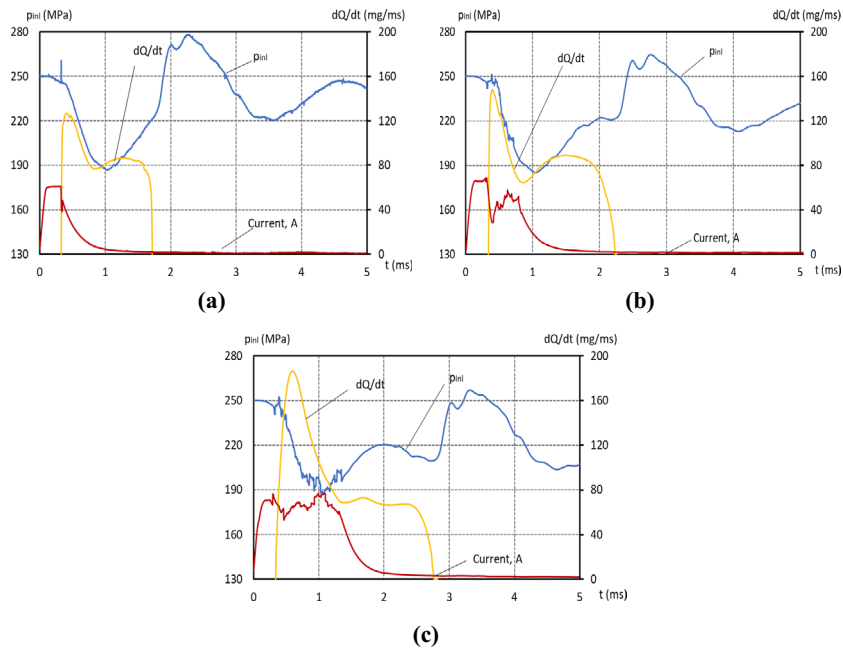 pinl (MPa) dQ/dt (mg/ms)
280 200
dQ/dt
pinl
250 160
220 120
190 80
160 40
Current, A
130 0
0 1 2 3 4 5
t (ms)
(a)
pinl (MPa) dQ/dt (mg/ms)
280 200
dQ/dt
pinl
250 160
220 120
190 80
160 40
Current, A
130 0
0 1 2 3 4 5
t (ms)
(b)
pinl (MPa) dQ/dt (mg/ms)
280 200
dQ/dt
pinl
250 160
220 120
190 80
160 40
Current, A
130 0
0 1 2 3 4 5
t (ms)
(c)